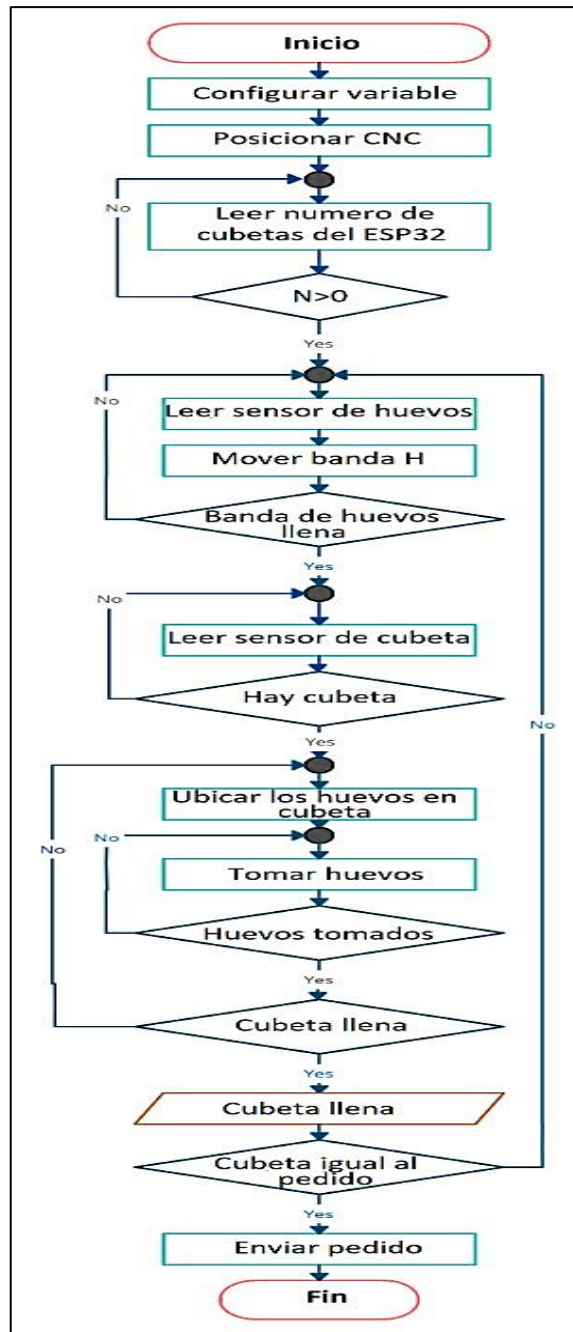 Inicio
Configurar variable
Posicionar CNC
No
Leer numero de
cubetas del ESP32
N>0
Yes
No
Leer sensor de huevos
Mover banda H
Banda de huevos
llena
Yes
No
Leer sensor de cubeta
Hay cubeta
No
Yes
Ubicar los huevos en
cubeta
No
No
Tomar huevos
Huevos tomados
Yes
Cubeta llena
Yes
Cubeta llena
Cubeta igual al
pedido
Yes
Enviar pedido
Fin